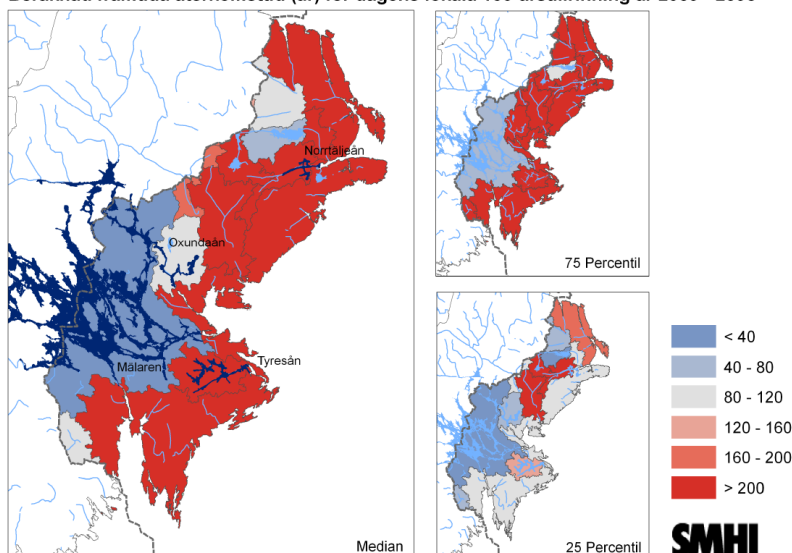 Norrtäljeån
Oxundaån
Mälaren
Tyresån
Median
75 Percentil
25 Percentil
< 40
40 - 80
80 - 120
120 - 160
160 - 200
> 200
SMHI